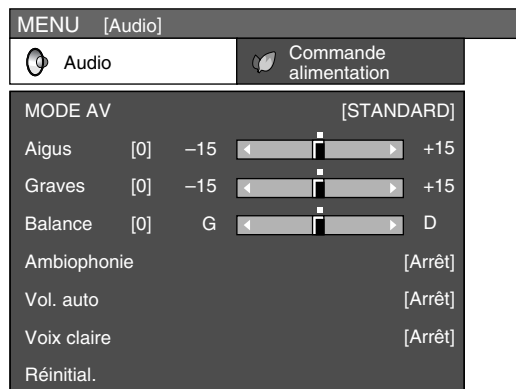 MENU [Audio]
Audio
Commande
alimentation
MODE AV [STANDARD]
Aigus [0] –15 +15
Graves [0] –15 +15
Balance [0] G D
Ambiophonie [Arrêt]
Vol. auto [Arrêt]
Voix claire [Arrêt]
Réinitial.